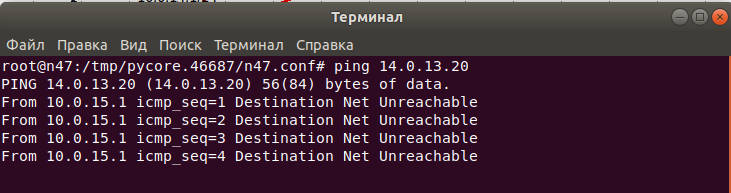 Терминал
Файл Правка Вид Поиск Терминал Справка
root@n47:/tmp/pycore.46687/n47.conf# ping 14.0.13.20
PING 14.0.13.20 (14.0.13.20) 56(84) bytes of data.
From 10.0.15.1 icmp_seq=1 Destination Net Unreachable
From 10.0.15.1 icmp_seq=2 Destination Net Unreachable
From 10.0.15.1 icmp_seq=3 Destination Net Unreachable
From 10.0.15.1 icmp_seq=4 Destination Net Unreachable